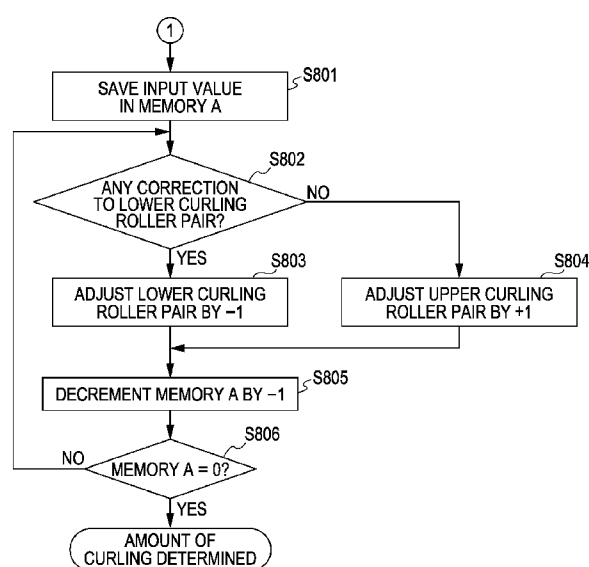 1
S801
SAVE INPUT VALUE
IN MEMORY A
S802
ANY CORRECTION
TO LOWER CURLING
ROLLER PAIR?
NO
YES
S803
ADJUST LOWER CURLING
ROLLER PAIR BY −1
S804
ADJUST UPPER CURLING
ROLLER PAIR BY +1
S805
DECREMENT MEMORY A BY −1
S806
NO
MEMORY A = 0?
YES
AMOUNT OF
CURLING DETERMINED